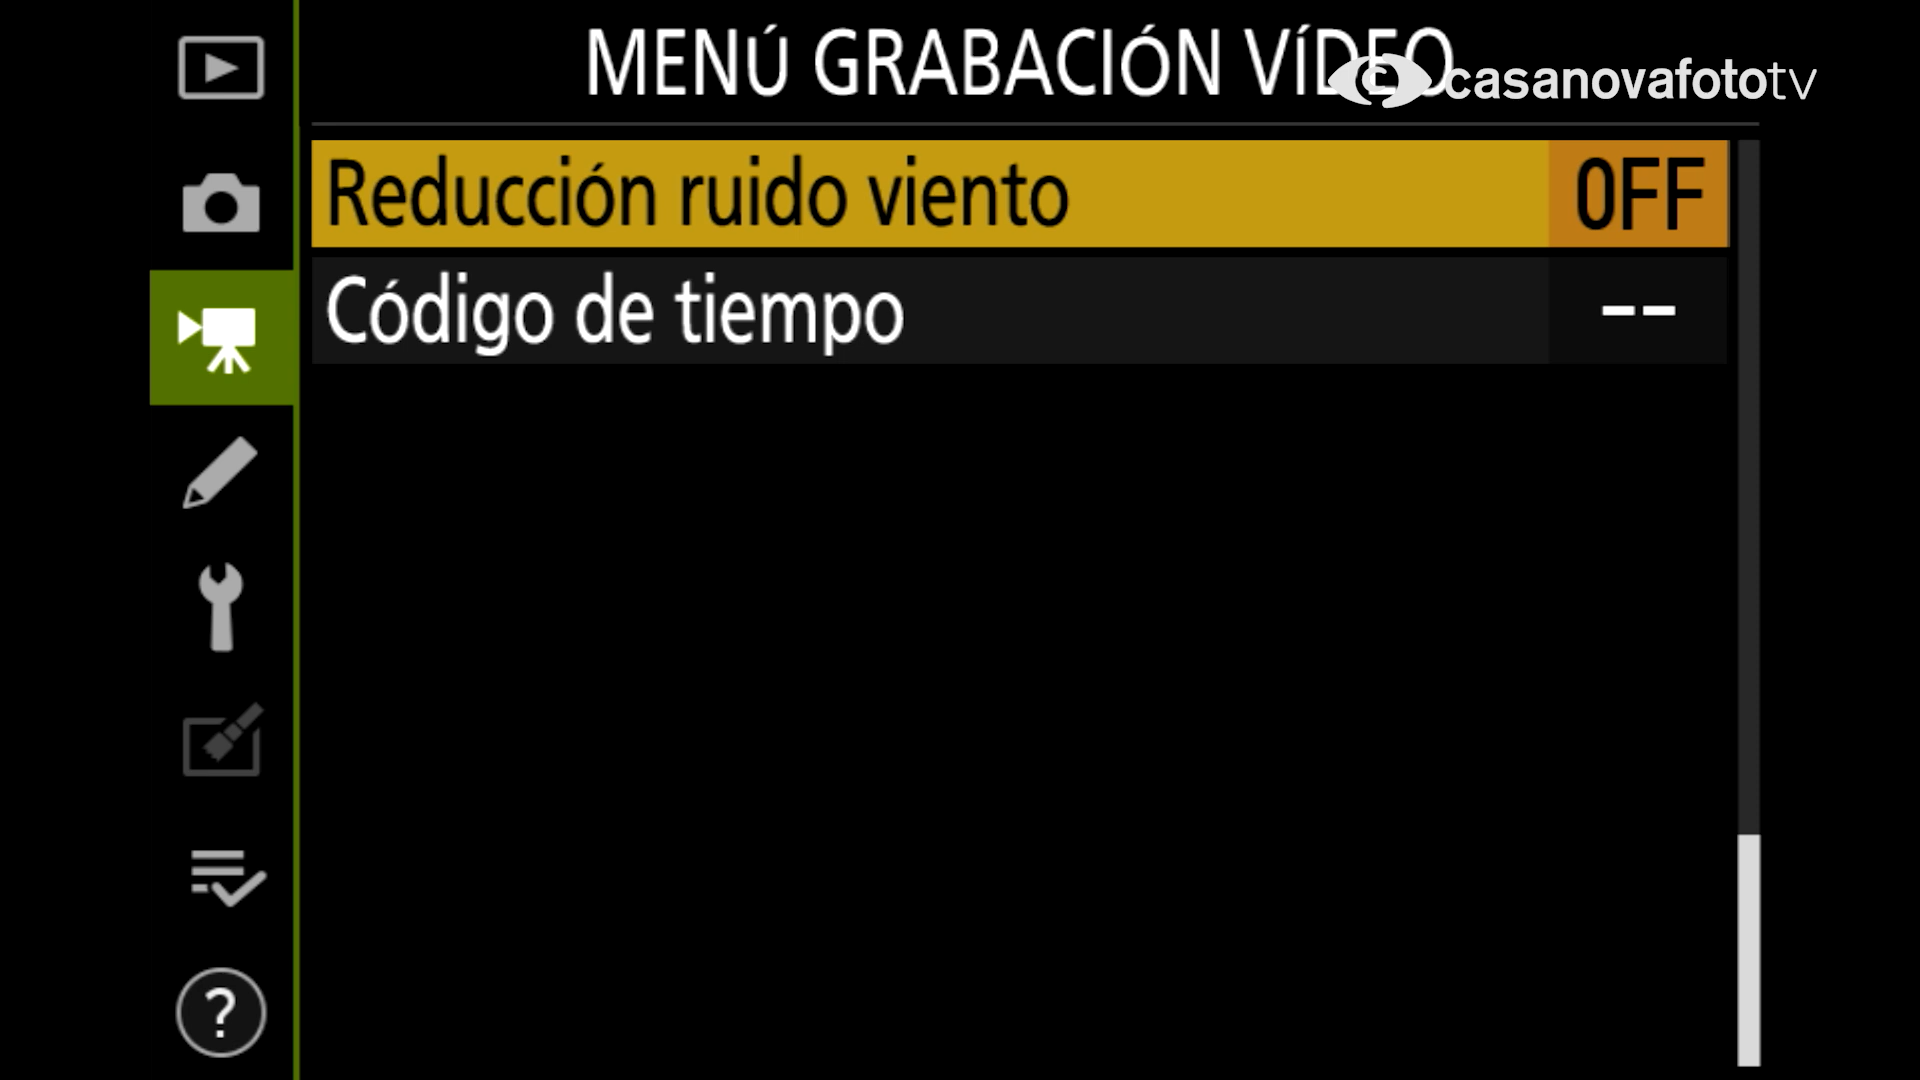 MENÚ GRABACIÓN VÍDEO
casanovafototv
Reducción ruido viento OFF
Código de tiempo --
?